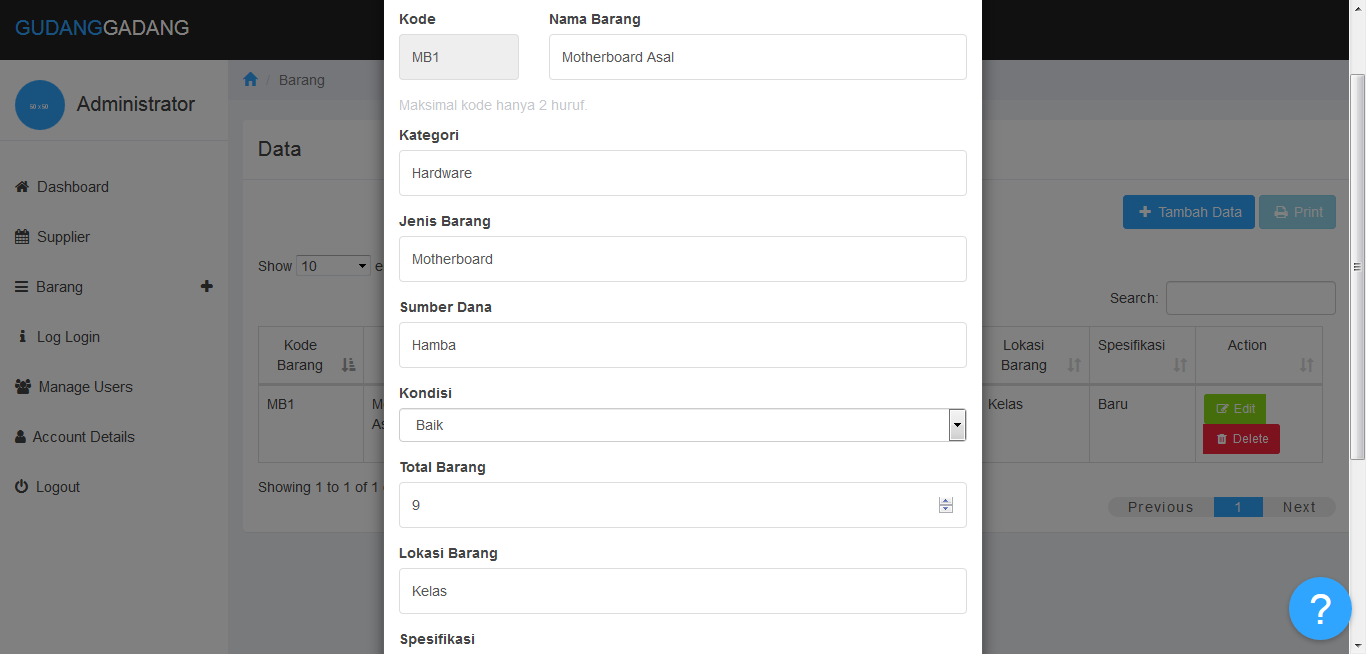 GUDANGGADANG
50 x 50
Administrator
Dashboard
Supplier
Barang
Log Login
Manage Users
Account Details
Logout
Barang
Data
Tambah Data
Print
Show 10 e
Search:
Kode Barang
Lokasi Barang
Spesifikasi
Action
MB1
M
As
Kelas
Baru
Edit
Delete
Showing 1 to 1 of 1
Previous 1 Next
Kode
Nama Barang
MB1
Motherboard Asal
Maksimal kode hanya 2 huruf.
Kategori
Hardware
Jenis Barang
Motherboard
Sumber Dana
Hamba
Kondisi
Baik
Total Barang
9
Lokasi Barang
Kelas
Spesifikasi
?